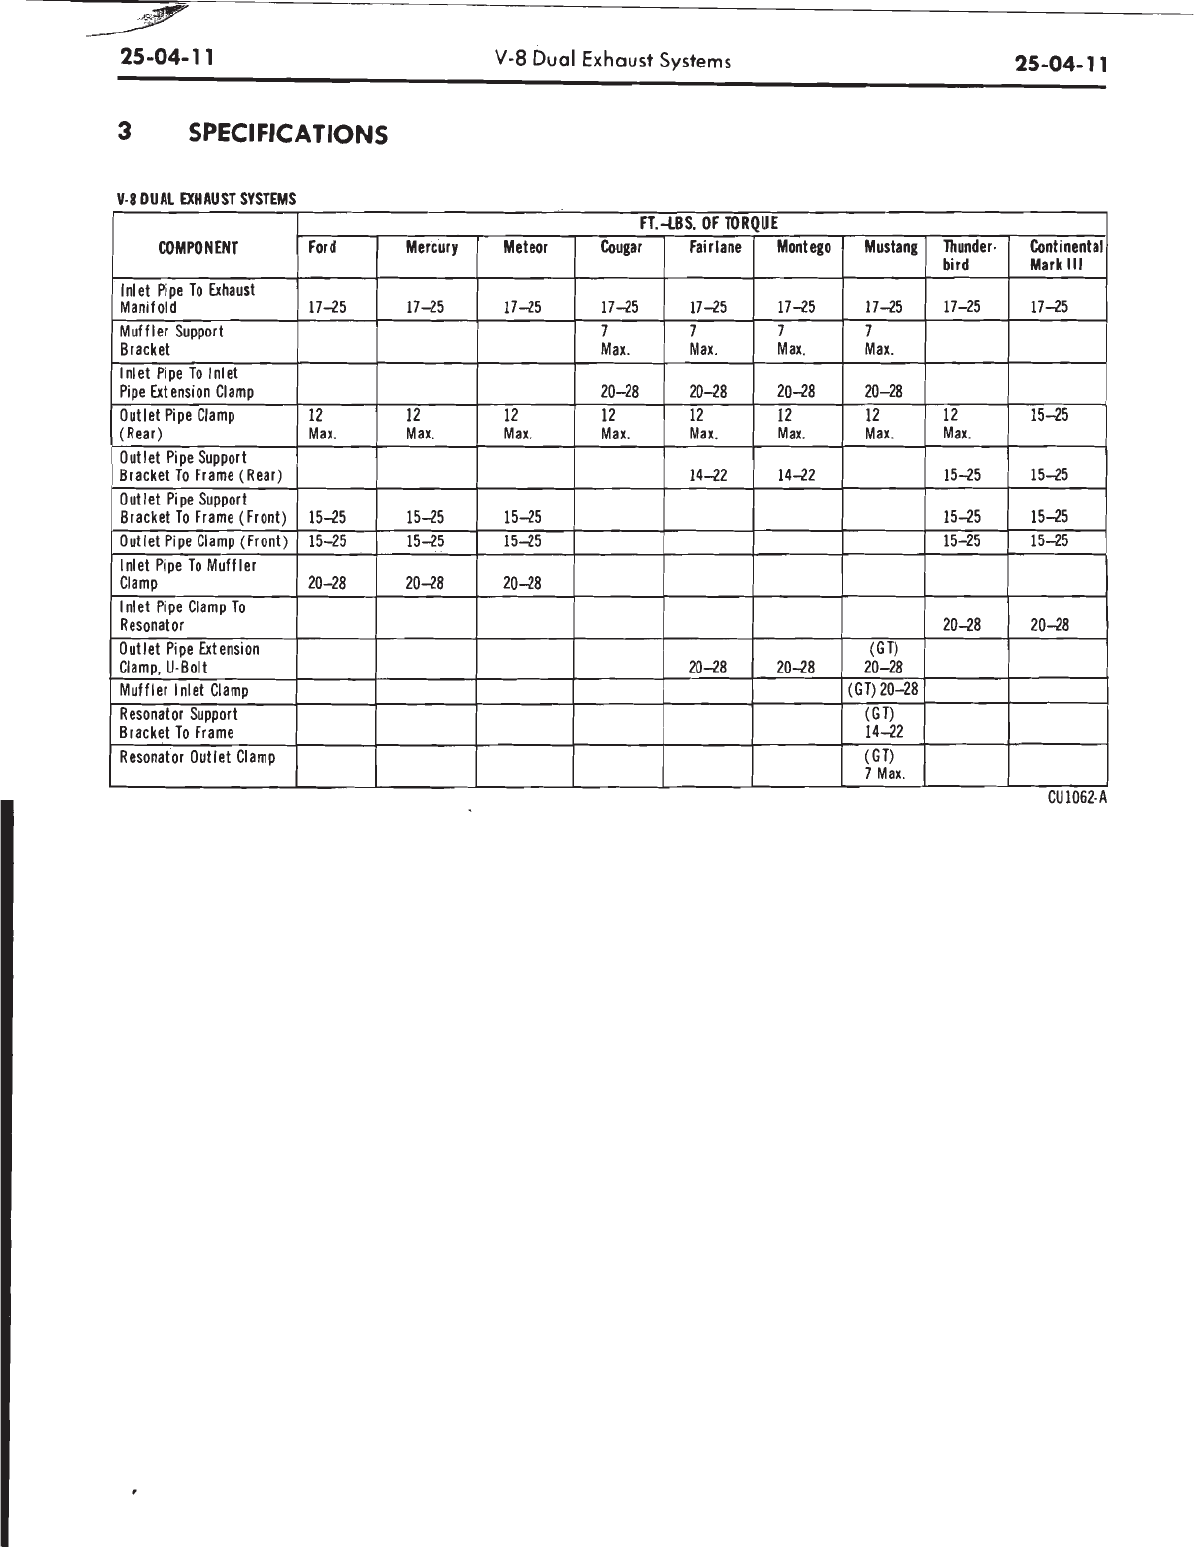 25-04-11 V-8 Dual Exhaust Systems 25-04-11
3 SPECIFICATIONS
V-8 DUAL EXHAUST SYSTEMS
COMPONENT FT.-LBS. OF TORQUE
Ford Mercury Meteor Cougar Fairlane Montego Mustang Thunder- Continental
bird Mark III
Inlet Pipe To Exhaust
Manifold 17-25 17-25 17-25 17-25 17-25 17-25 17-25 17-25 17-25
Muffler Support 7 7 7 7
Bracket Max. Max. Max. Max.
Inlet Pipe To Inlet
Pipe Extension Clamp 20-28 20-28 20-28 20-28
Outlet Pipe Clamp 12 12 12 12 12 12 12 12 15-25
(Rear) Max. Max. Max. Max. Max. Max. Max. Max.
Outlet Pipe Support
Bracket To Frame (Rear) 14-22 14-22 15-25 15-25
Outlet Pipe Support
Bracket To Frame (Front) 15-25 15-25 15-25 15-25 15-25
Outlet Pipe Clamp (Front) 15-25 15-25 15-25 15-25 15-25
Inlet Pipe To Muffler
Clamp 20-28 20-28 20-28
Inlet Pipe Clamp To
Resonator 20-28 20-28
Outlet Pipe Extension (GT)
Clamp, U-Bolt 20-28 20-28 20-28
Muffler Inlet Clamp (GT) 20-28
Resonator Support (GT)
Bracket To Frame 14-22
Resonator Outlet Clamp (GT)
7 Max.
CU1062-A